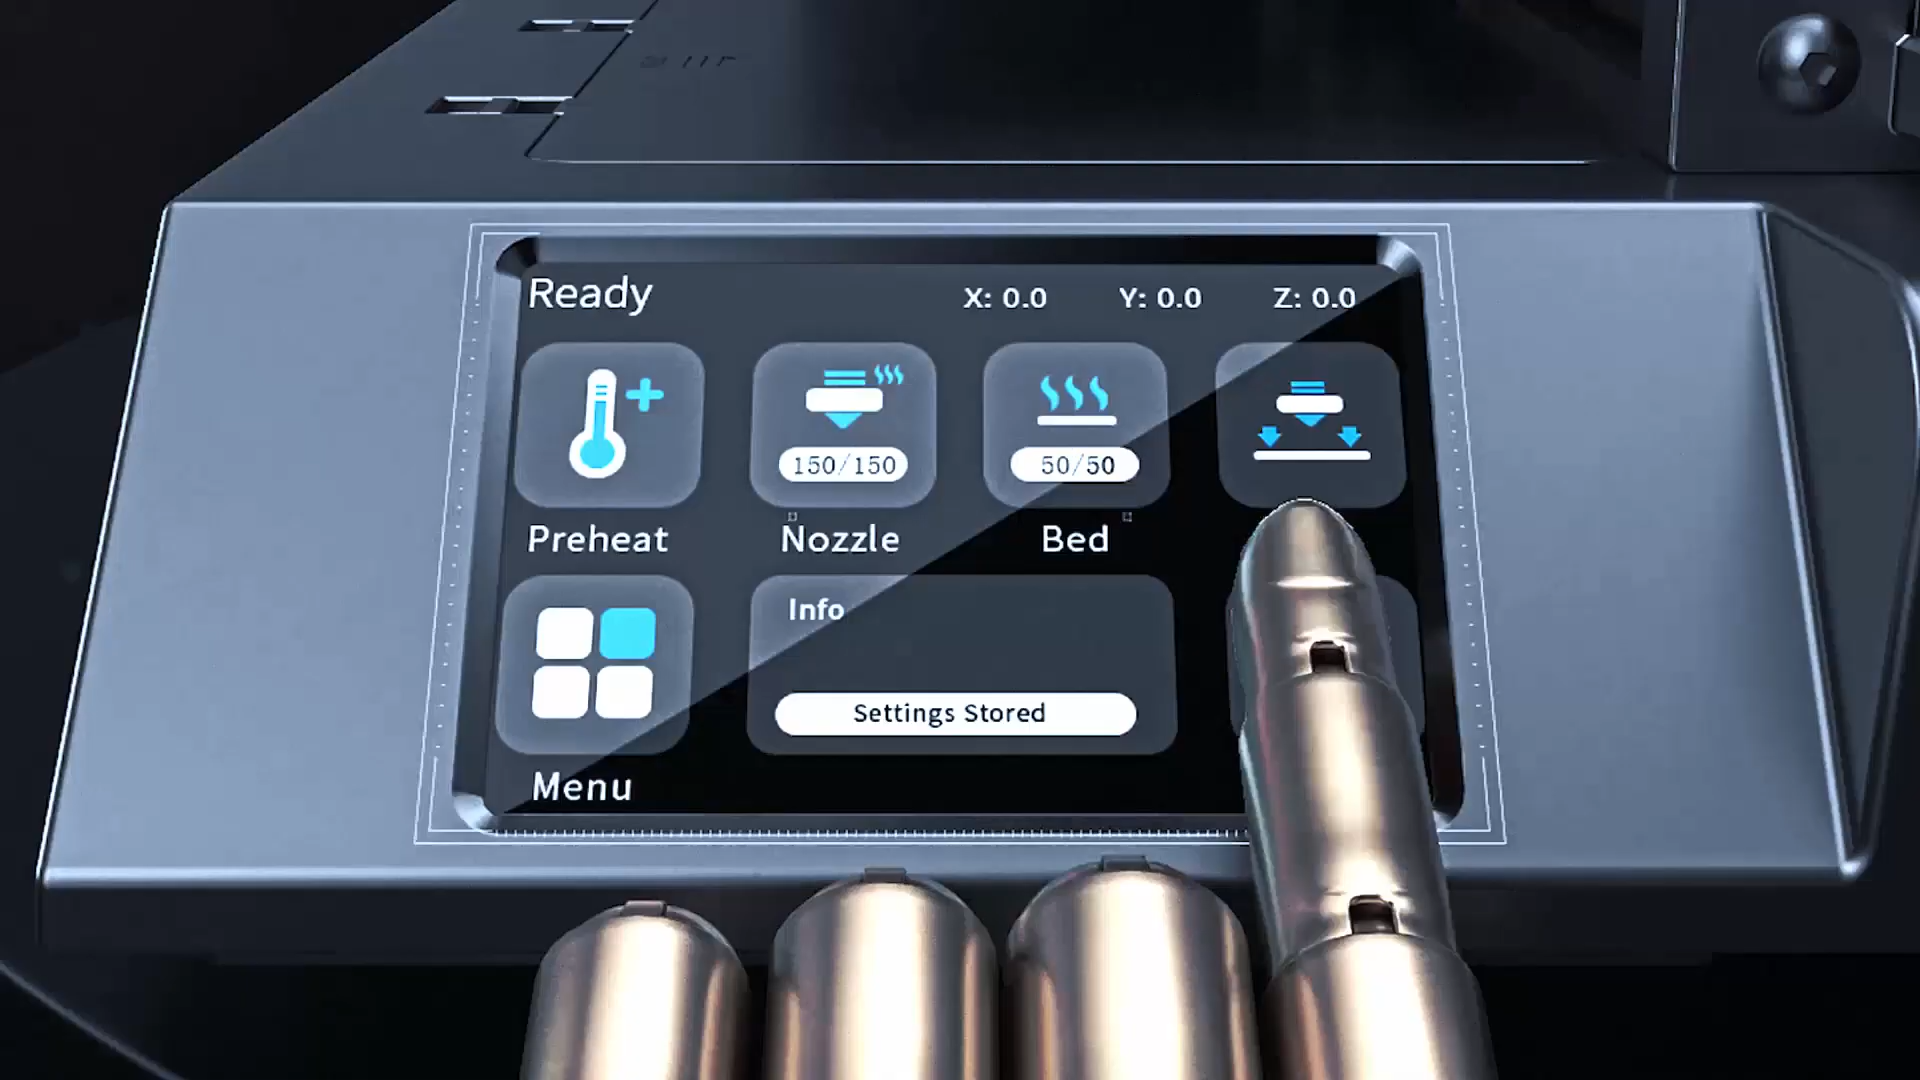 Ready
X: 0.0 Y: 0.0 Z: 0.0
150/150
50/50
Preheat
Nozzle
Bed
Info
Settings Stored
Menu